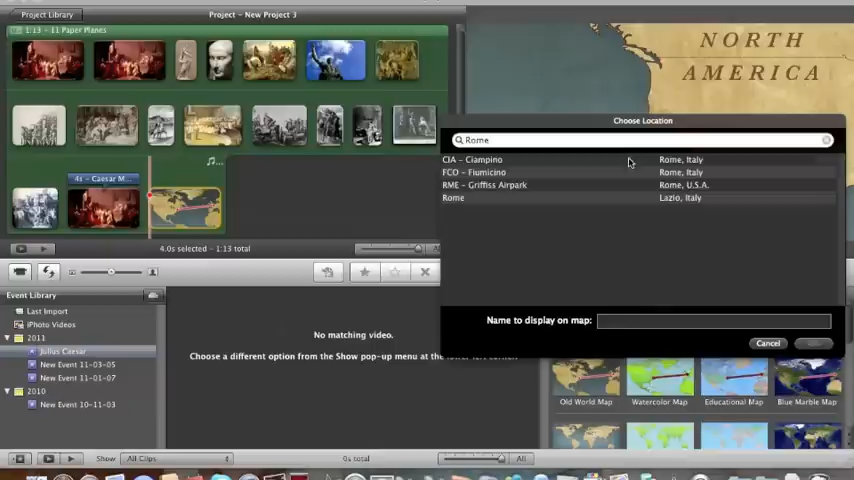 Project Library
Project - New Project 3
1:13 - 11 Paper Planes
NORTH
AMERICA
Choose Location
Rome
CIA - Ciampino Rome, Italy
FCO - Fiumicino Rome, Italy
RME - Griffiss Airpark Rome, U.S.A.
Rome Lazio, Italy
4s - Caesar M...
4.0s selected - 1:13 total
Name to display on map:
Cancel
Event Library
Last Import
iPhoto Videos
2011
Julius Caesar
New Event 11-03-05
New Event 11-01-07
2010
New Event 10-11-03
No matching video.
Choose a different option from the Show pop-up menu at the
Old World Map
Watercolor Map
Educational Map
Blue Marble Map
Show
All Clips
0s total
All